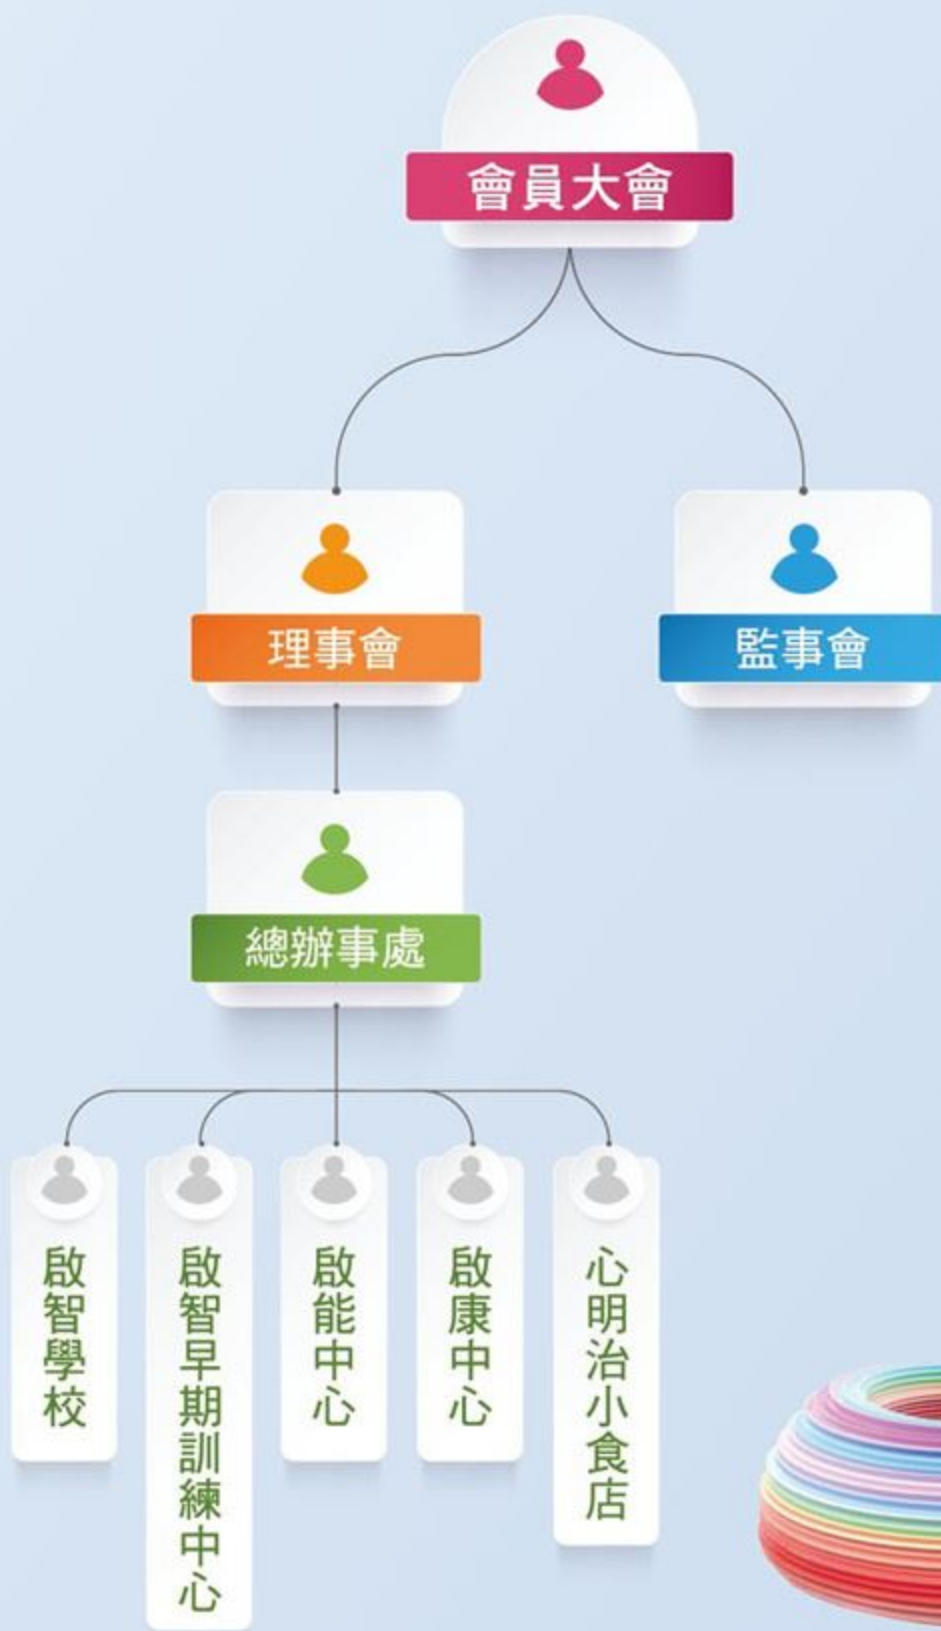 會員大會
理事會
監事會
總辦事處
啟智學校
啟智早期訓練中心
啟能中心
啟康中心
心明治小食店